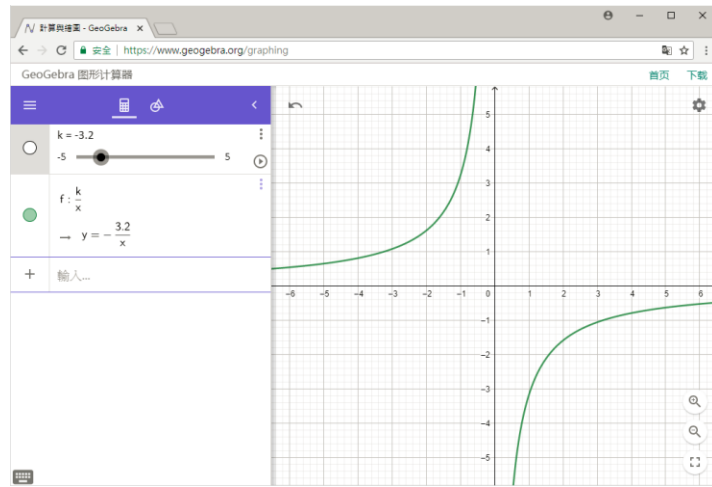 計算與繪圖 - GeoGebra
安全 | https://www.geogebra.org/graphing
GeoGebra 图形计算器
首页 下载
k = -3.2
-5 5
f : k/x
→ y = - 3.2/x
+ 輸入...
5
4
3
2
1
-6 -5 -4 -3 -2 -1 0 1 2 3 4 5 6
-1
-2
-3
-4
-5